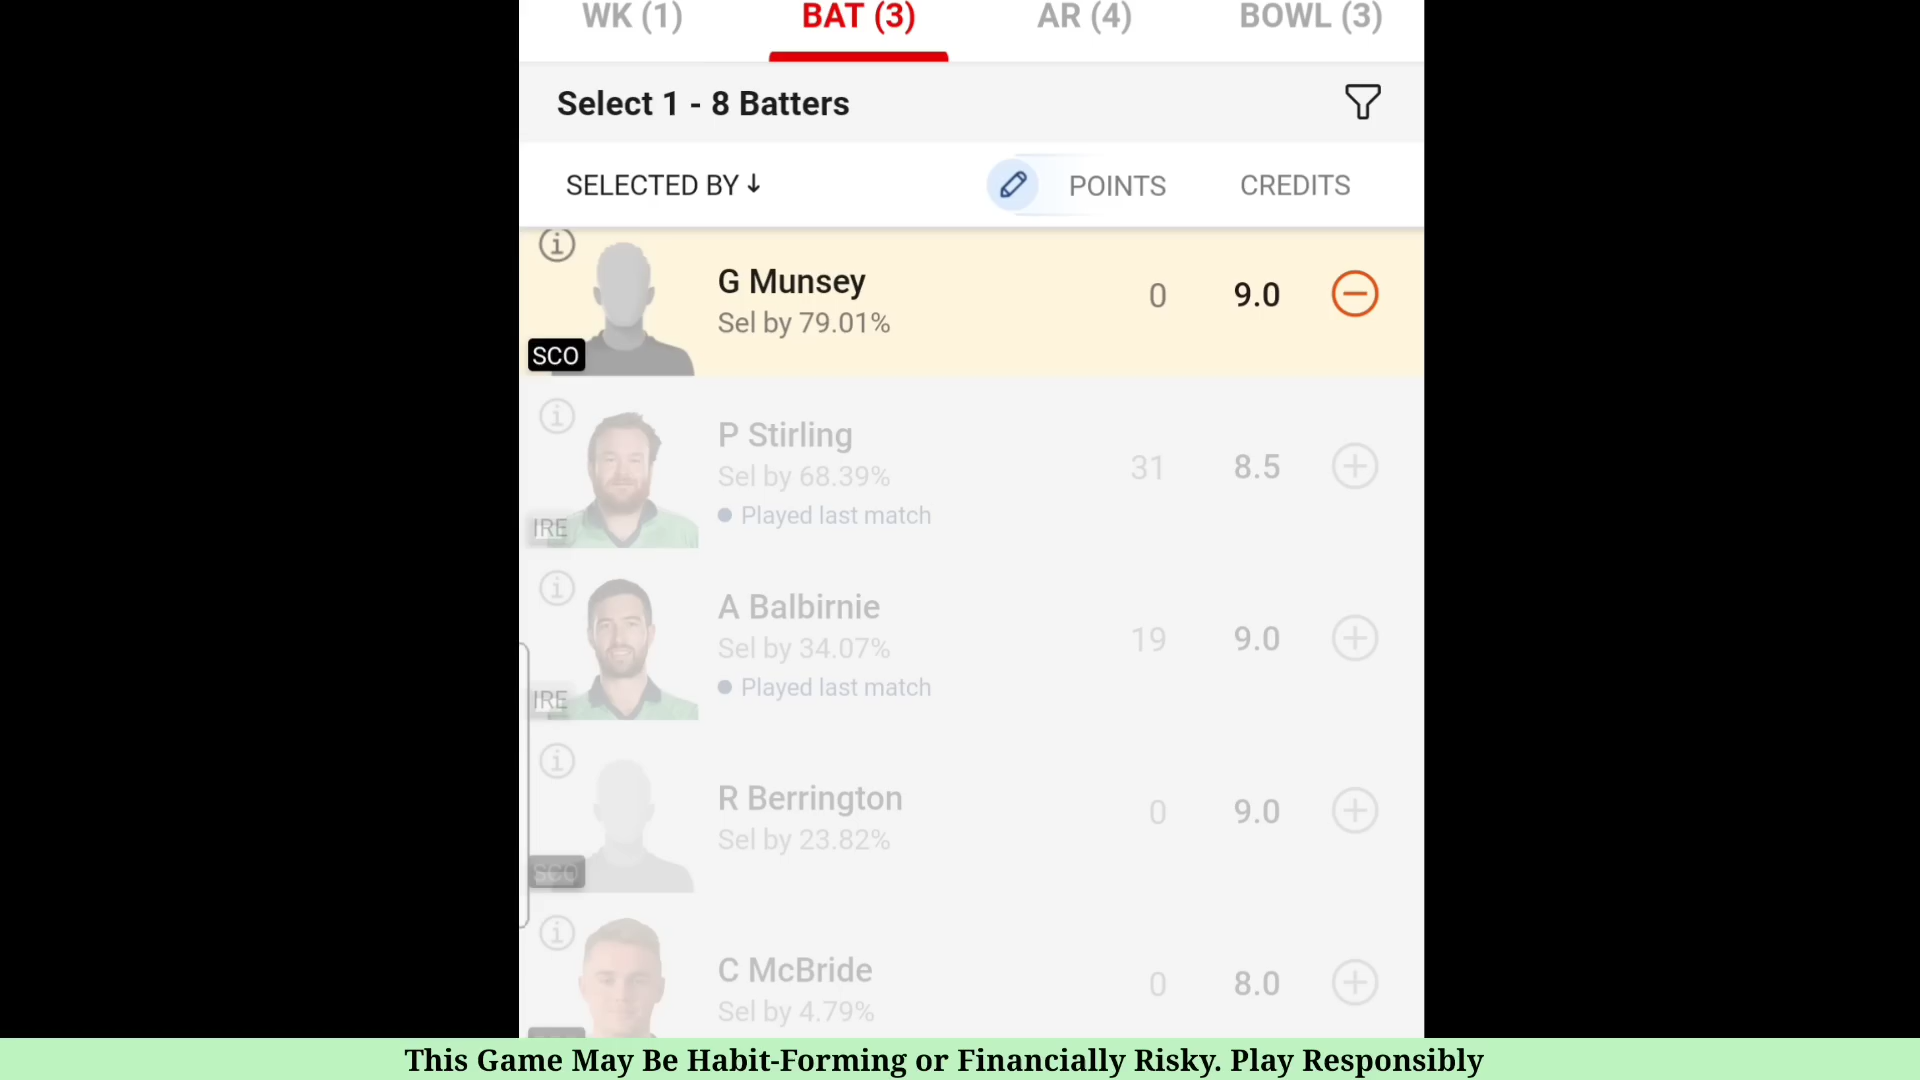 WK (1) BAT (3) AR (4) BOWL (3)
Select 1 - 8 Batters
SELECTED BY↓ POINTS CREDITS
G Munsey 0 9.0
Sel by 79.01%
SCO
P Stirling 31 8.5
Sel by 68.39%
Played last match
IRE
A Balbirnie 19 9.0
Sel by 34.07%
Played last match
IRE
R Berrington 0 9.0
Sel by 23.82%
SCO
C McBride 0 8.0
Sel by 4.79%
This Game May Be Habit-Forming or Financially Risky. Play Responsibly